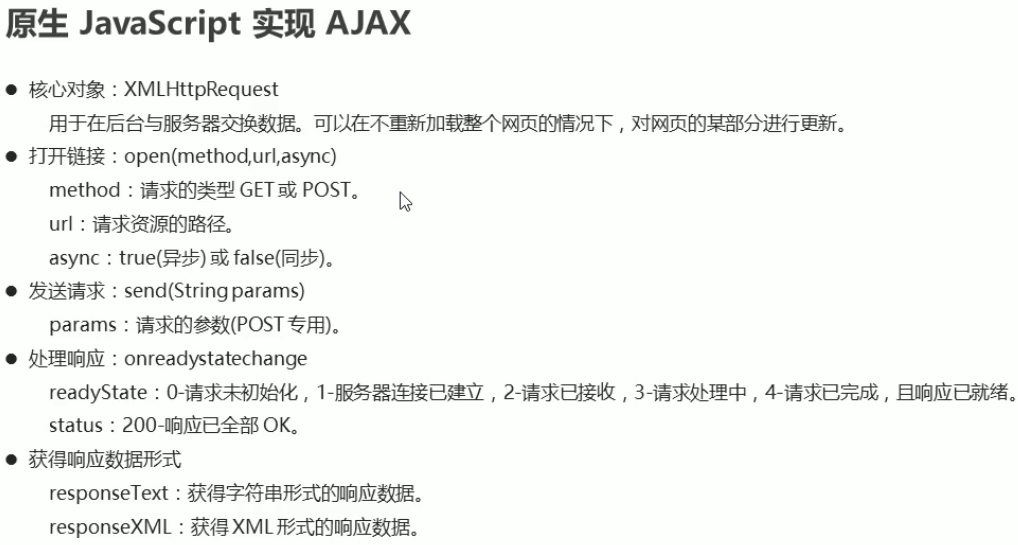 原生 JavaScript 实现 AJAX
● 核心对象：XMLHttpRequest
用于在后台与服务器交换数据。可以在不重新加载整个网页的情况下，对网页的某部分进行更新。
● 打开链接：open(method,url,async)
method：请求的类型 GET 或 POST。
url：请求资源的路径。
async：true(异步) 或 false(同步)。
● 发送请求：send(String params)
params：请求的参数(POST 专用)。
● 处理响应：onreadystatechange
readyState：0-请求未初始化，1-服务器连接已建立，2-请求已接收，3-请求处理中，4-请求已完成，且响应已就绪。
status：200-响应已全部 OK。
● 获得响应数据形式
responseText：获得字符串形式的响应数据。
responseXML：获得 XML 形式的响应数据。